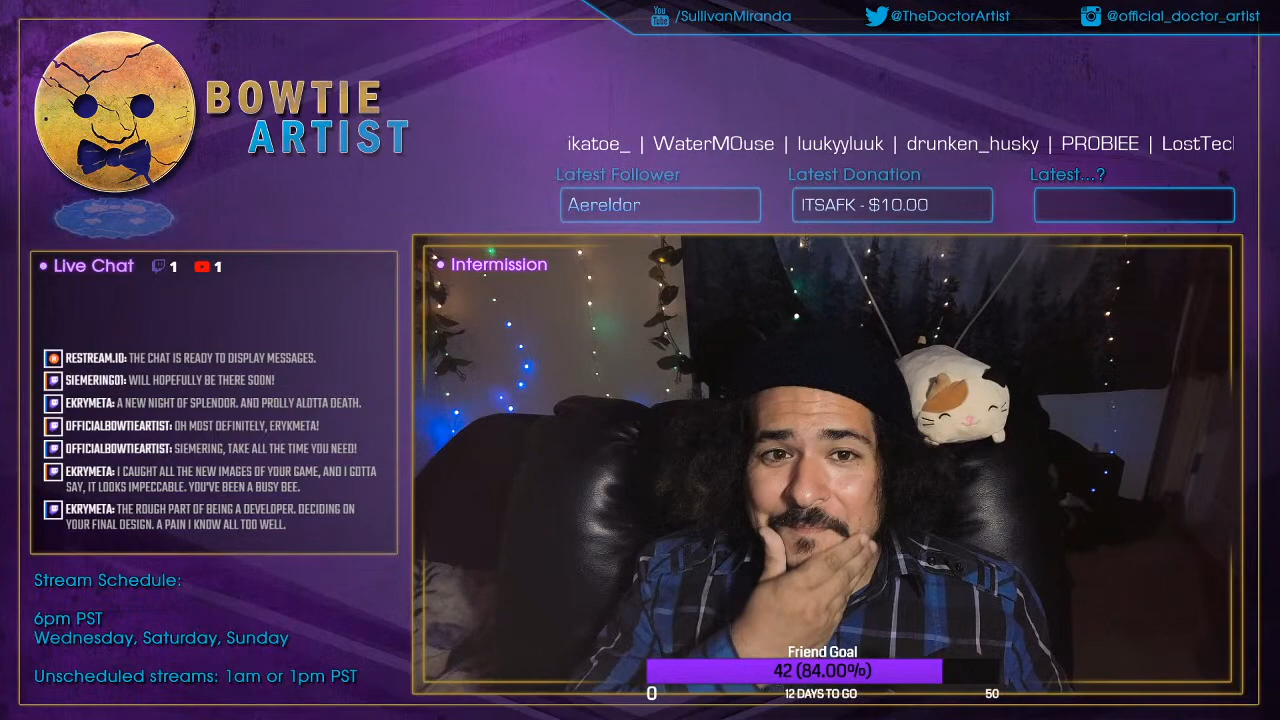 /SullivanMiranda
@TheDoctorArtist
@official_doctor_artist
BOWTIE
ARTIST
ikatoe_ | WaterM0use | luukyyluuk | drunken_husky | PROBIEE | LostTecl
Latest Follower
Latest Donation
Latest...?
Aereldor
ITSAFK - $10.00
• Live Chat
1
1
• Intermission
RESTREAM.IO: THE CHAT IS READY TO DISPLAY MESSAGES.
SIEMERING01: WILL HOPEFULLY BE THERE SOON!
EKRYMETA: A NEW NIGHT OF SPLENDOR. AND PROLLY ALOTTA DEATH.
OFFICIALBOWTIEARTIST: OH MOST DEFINITELY, ERYKMETA!
OFFICIALBOWTIEARTIST: SIEMERING, TAKE ALL THE TIME YOU NEED!
EKRYMETA: I CAUGHT ALL THE NEW IMAGES OF YOUR GAME, AND I GOTTA
SAY, IT LOOKS IMPECCABLE. YOU'VE BEEN A BUSY BEE.
EKRYMETA: THE ROUGH PART OF BEING A DEVELOPER. DECIDING ON
YOUR FINAL DESIGN. A PAIN I KNOW ALL TOO WELL.
Stream Schedule:
6pm PST
Wednesday, Saturday, Sunday
Unscheduled streams: 1am or 1pm PST
Friend Goal
42 (84.00%)
0
12 DAYS TO GO
50